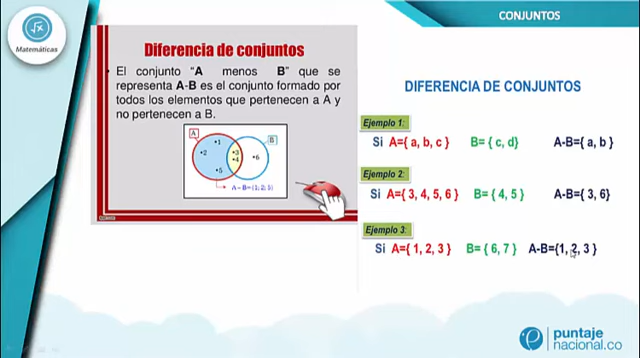 CONJUNTOS
Matemáticas
Diferencia de conjuntos
• El conjunto “A menos B” que se
representa A-B es el conjunto formado por
todos los elementos que pertenecen a A y
no pertenecen a B.
A
B
•1
•2
•3
•4
•6
•5
A – B = {1; 2; 5}
DIFERENCIA DE CONJUNTOS
Ejemplo 1:
Si A={ a, b, c } B= { c, d} A-B={ a, b }
Ejemplo 2:
Si A={ 3, 4, 5, 6 } B= { 4, 5 } A-B={ 3, 6}
Ejemplo 3:
Si A={ 1, 2, 3 } B= { 6, 7 } A-B={1, 2, 3 }
puntaje
nacional.co